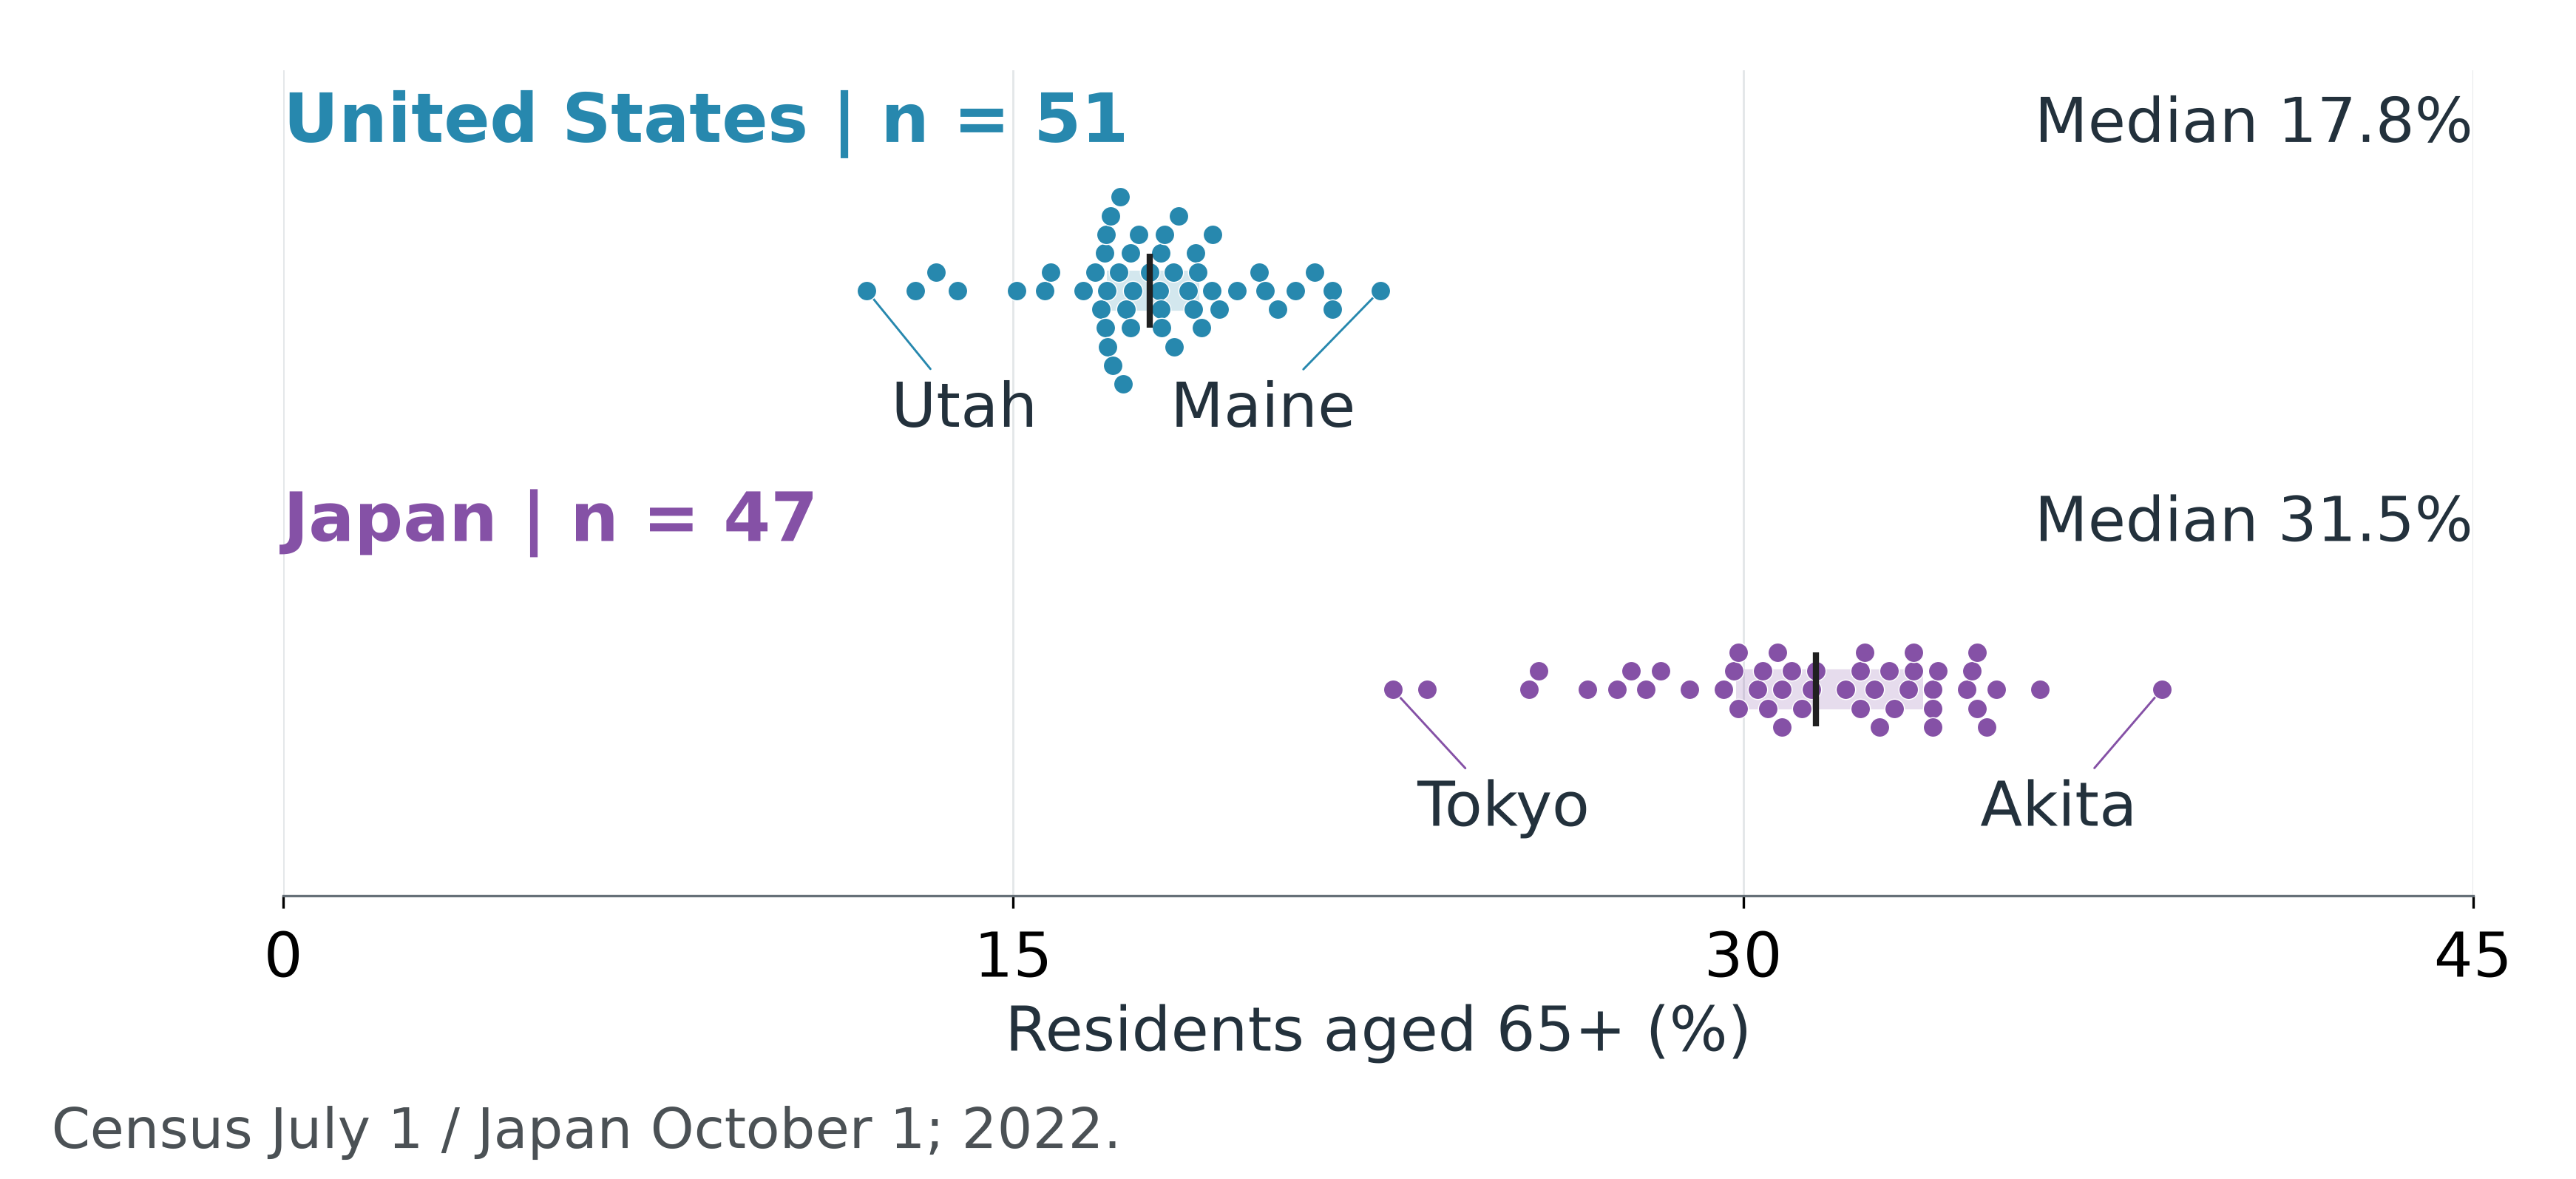 United States | n = 51
Median 17.8%
Utah
Maine
Japan | n = 47
Median 31.5%
Tokyo
Akita
0
15
30
45
Residents aged 65+ (%)
Census July 1 / Japan October 1; 2022.